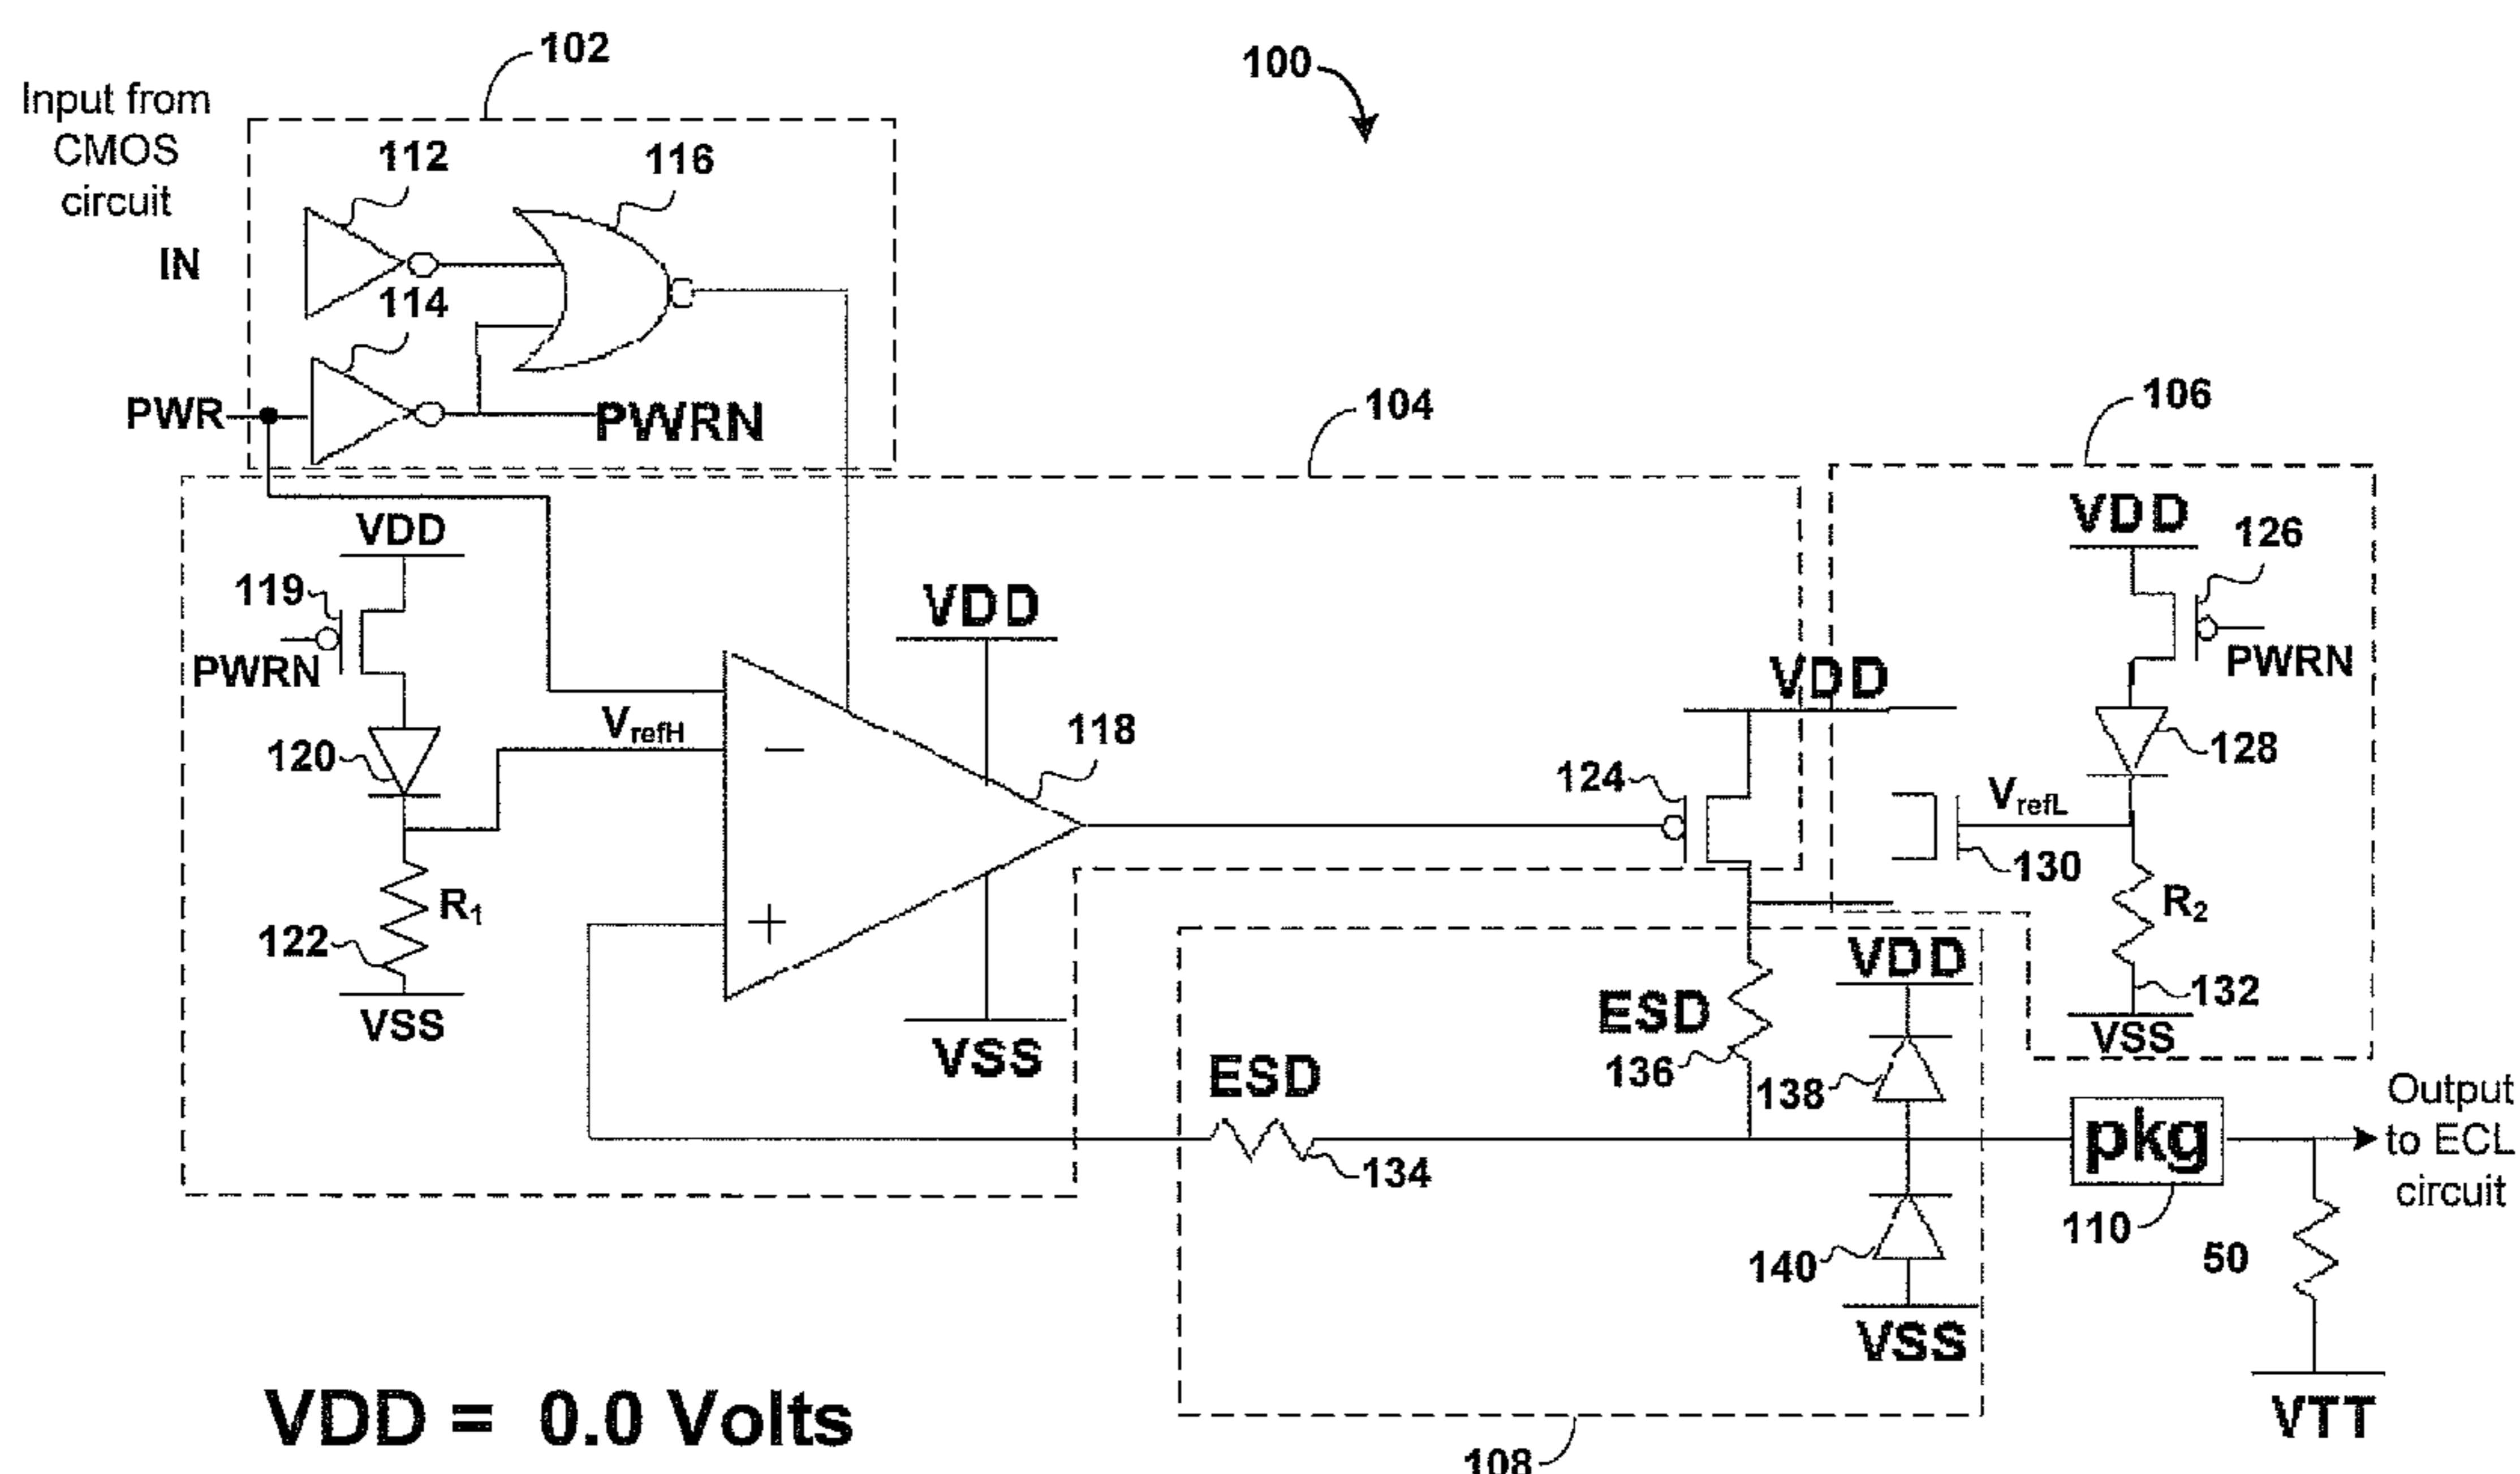 102
100
Input from
CMOS
circuit
112
116
IN
114
PWR
PWRN
104
106
VDD
119
PWRN
VDD
126
PWRN
VDD
VDD
VrefH
118
120
124
128
VrefL
130
R1
122
VSS
R2
132
VSS
VSS
VDD
ESD
136
138
ESD
134
pkg
110
Output
to ECL
circuit
140
VSS
50
VTT
VDD = 0.0 Volts
108